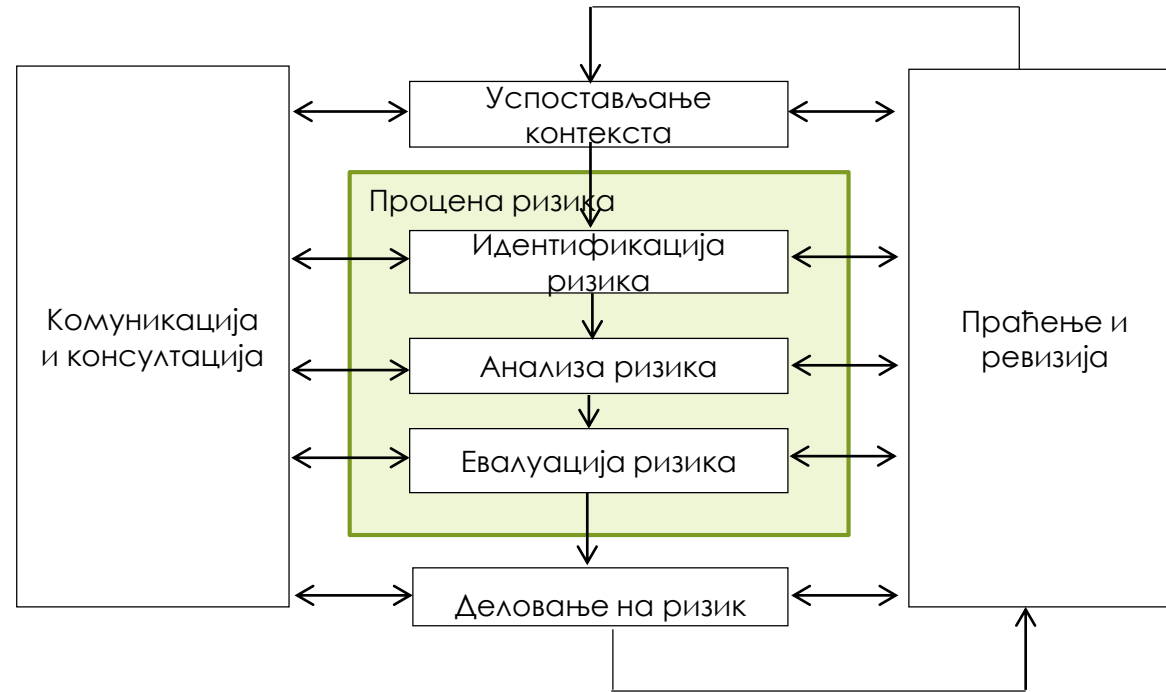 Успостављање
контекста
Процена ризика
Идентификација
ризика
Комуникација
и консултација
Праћење и
ревизија
Анализа ризика
Евалуација ризика
Деловање на ризик